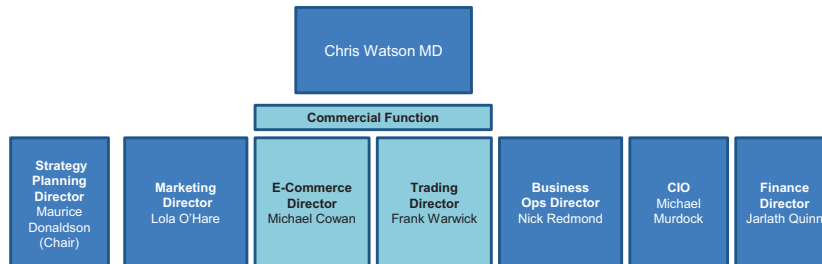 Chris Watson MD
Commercial Function
Strategy
Planning
Director
Maurice
Donaldson
(Chair)
Marketing
Director
Lola O'Hare
E-Commerce
Director
Michael Cowan
Trading
Director
Frank Warwick
Business
Ops Director
Nick Redmond
CIO
Michael
Murdock
Finance
Director
Jarlath Quinn